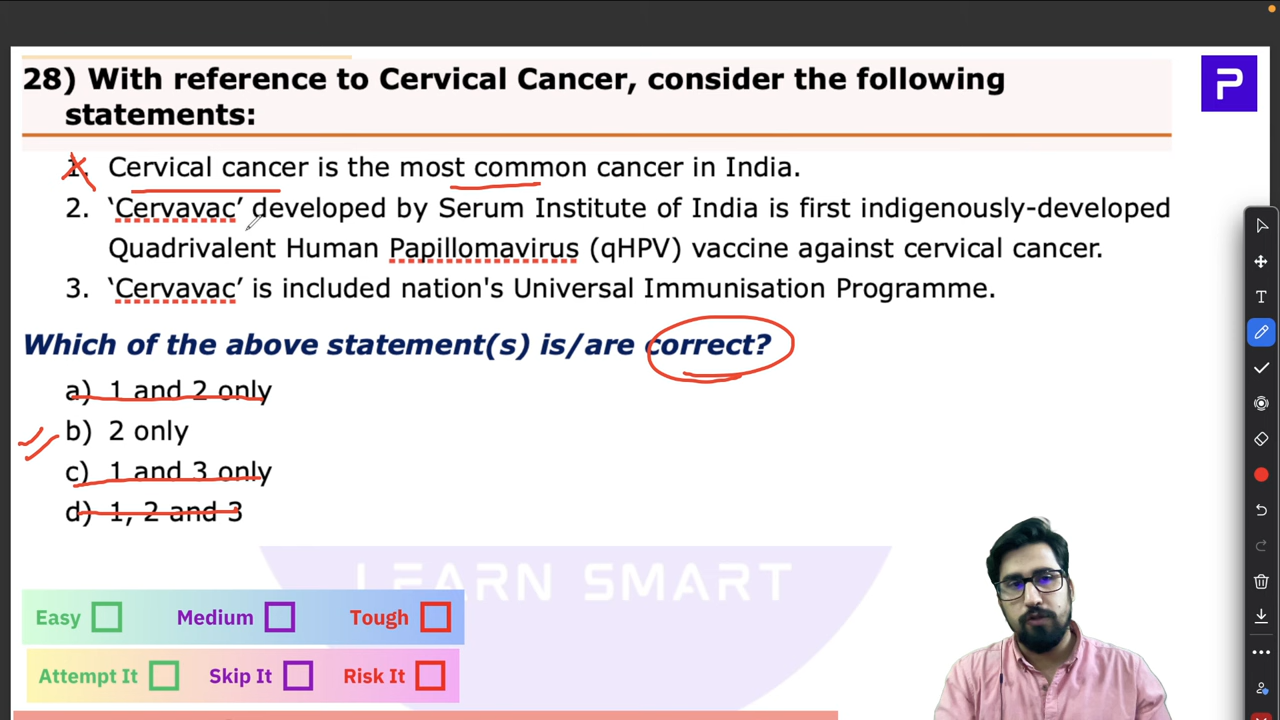 28) With reference to Cervical Cancer, consider the following
statements:
P
1. Cervical cancer is the most common cancer in India.
2. ‘Cervavac’ developed by Serum Institute of India is first indigenously-developed
Quadrivalent Human Papillomavirus (qHPV) vaccine against cervical cancer.
3. ‘Cervavac’ is included nation's Universal Immunisation Programme.
Which of the above statement(s) is/are correct?
a) 1 and 2 only
b) 2 only
c) 1 and 3 only
d) 1, 2 and 3
LEARN SMART
Easy Medium Tough
Attempt It Skip It Risk It